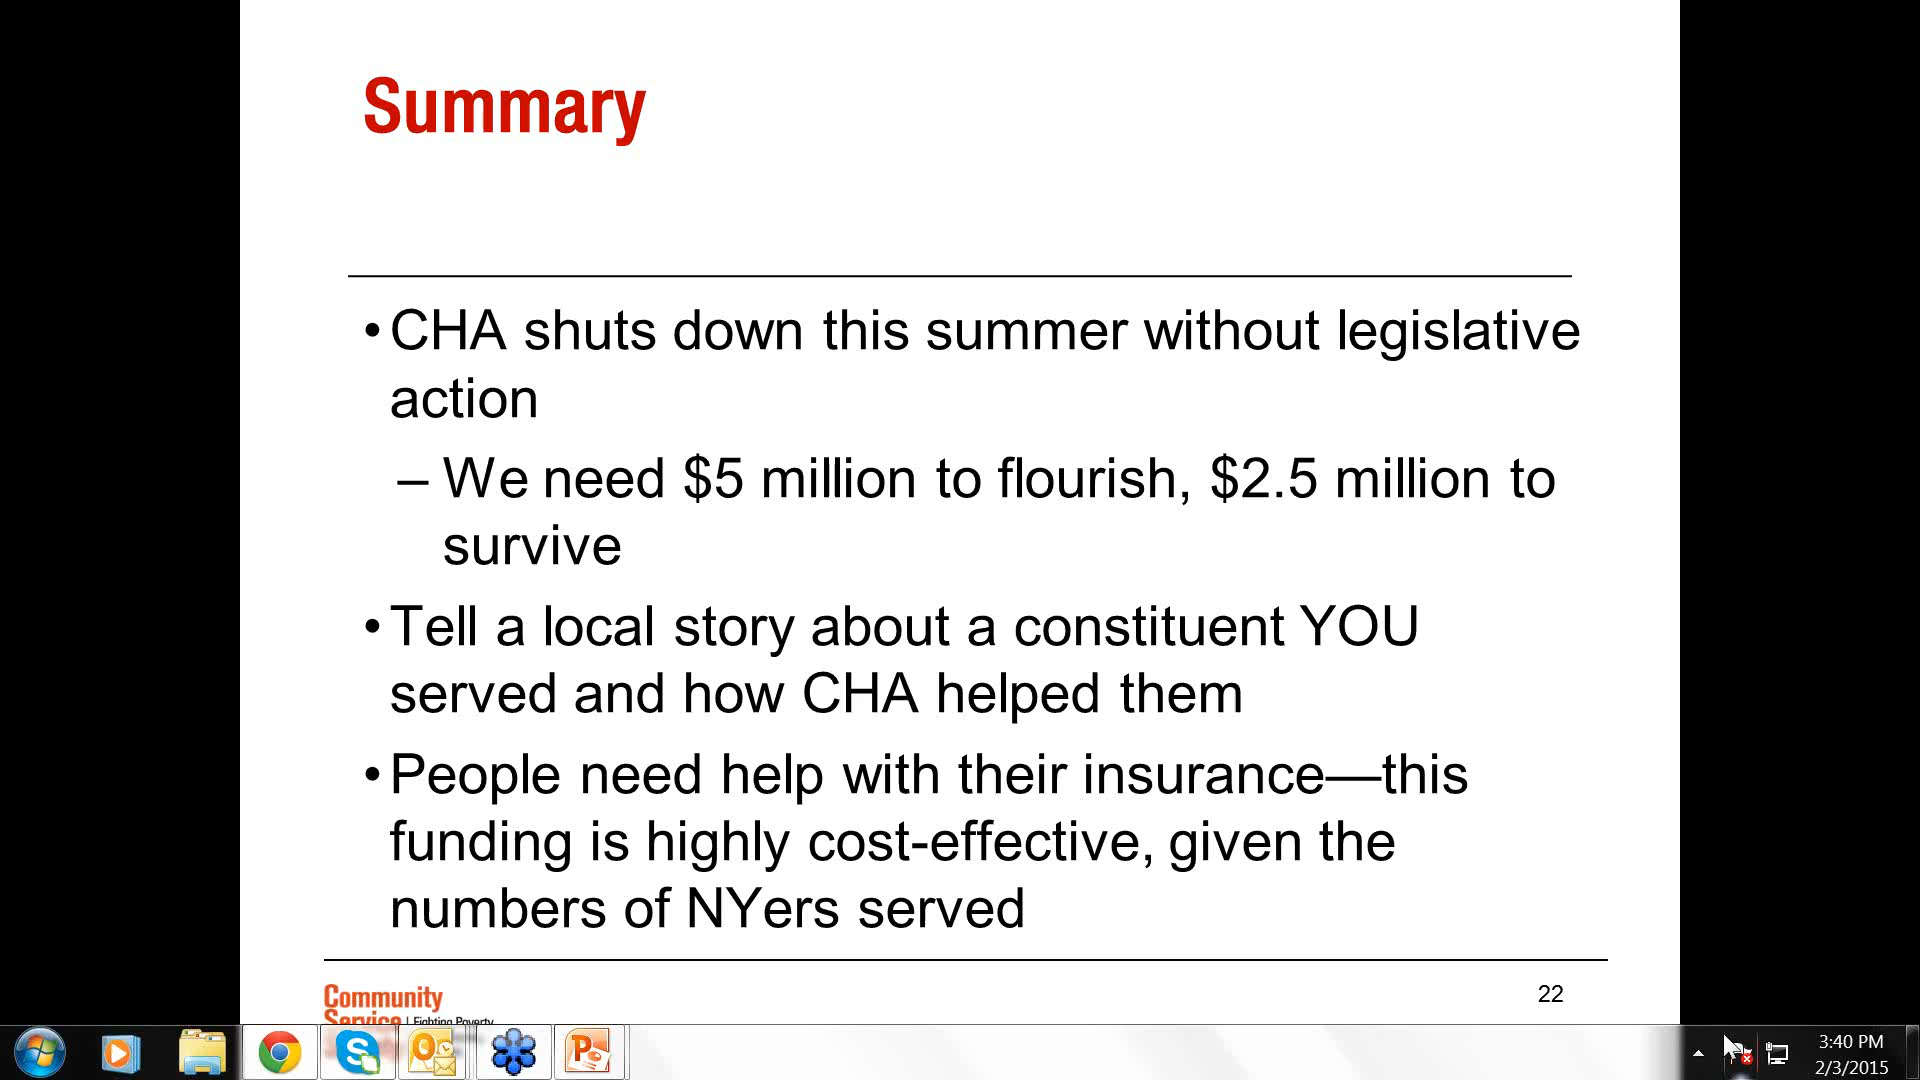 Summary
• CHA shuts down this summer without legislative
action
– We need $5 million to flourish, $2.5 million to
survive
• Tell a local story about a constituent YOU
served and how CHA helped them
• People need help with their insurance—this
funding is highly cost-effective, given the
numbers of NYers served
Community
Service | Fighting Poverty
22
3:40 PM
2/3/2015